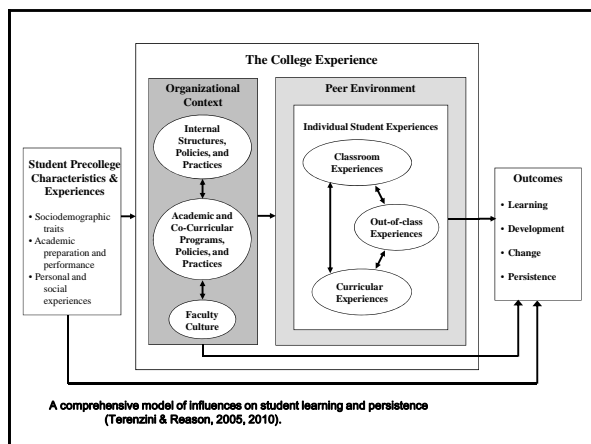 The College Experience
Organizational
Context
Peer Environment
Internal
Structures,
Policies, and
Practices
Individual Student Experiences
Classroom
Experiences
Student Precollege
Characteristics &
Experiences
• Sociodemographic
traits
• Academic
preparation and
performance
• Personal and
social
experiences
Academic and
Co-Curricular
Programs,
Policies, and
Practices
Out-of-class
Experiences
Curricular
Experiences
Faculty
Culture
Outcomes
• Learning
• Development
• Change
• Persistence
A comprehensive model of influences on student learning and persistence
(Terenzini & Reason, 2005, 2010).